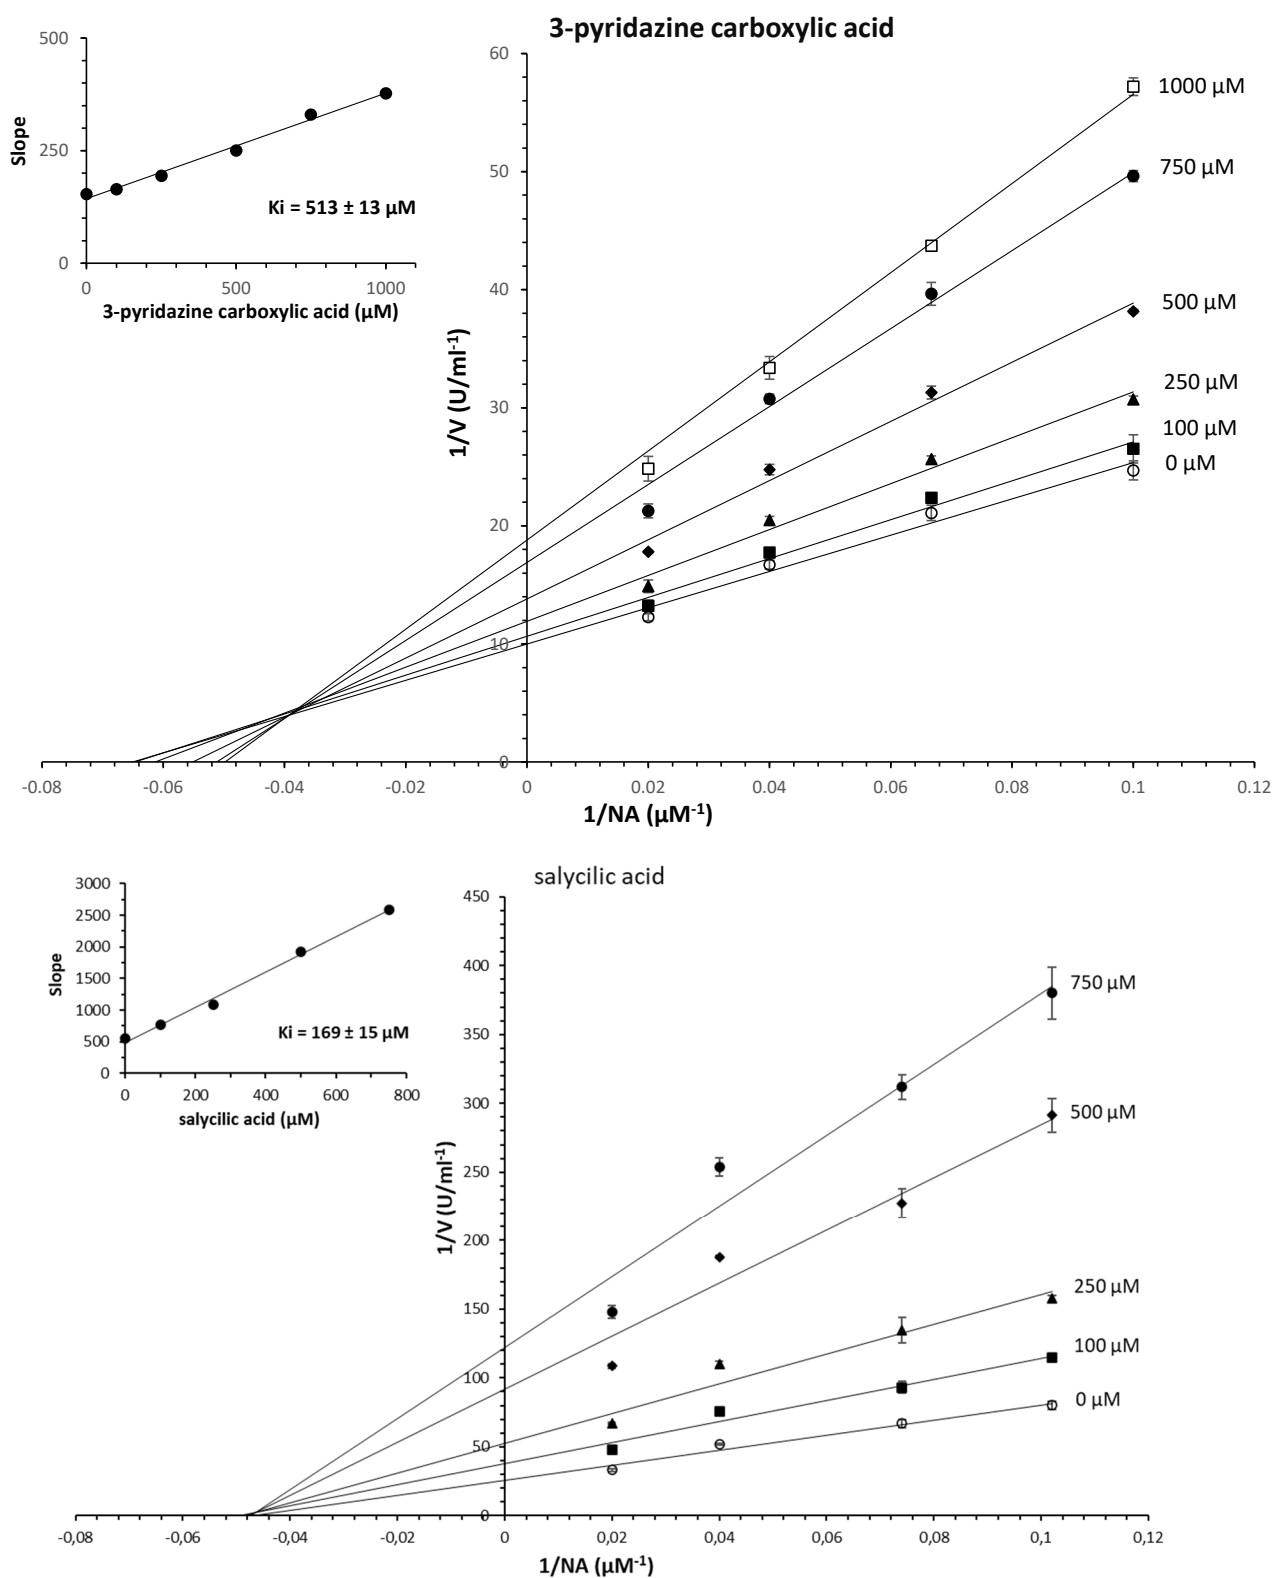 3-pyridazine carboxylic acid
500
250
0
Slope
Ki = 513 ± 13 µM
0
500
1000
3-pyridazine carboxylic acid (µM)
60
50
40
30
20
10
0
1/V (U/ml⁻¹)
1000 µM
750 µM
500 µM
250 µM
100 µM
0 µM
-0.08
-0.06
-0.04
-0.02
0
0.02
0.04
0.06
0.08
0.1
0.12
1/NA (µM⁻¹)
salycilic acid
3000
2500
2000
1500
1000
500
0
Slope
Ki = 169 ± 15 µM
0
200
400
600
800
salycilic acid (µM)
450
400
350
300
250
200
150
100
50
0
1/V (U/ml⁻¹)
750 µM
500 µM
250 µM
100 µM
0 µM
-0,08
-0,06
-0,04
-0,02
0
0,02
0,04
0,06
0,08
0,1
0,12
1/NA (µM⁻¹)